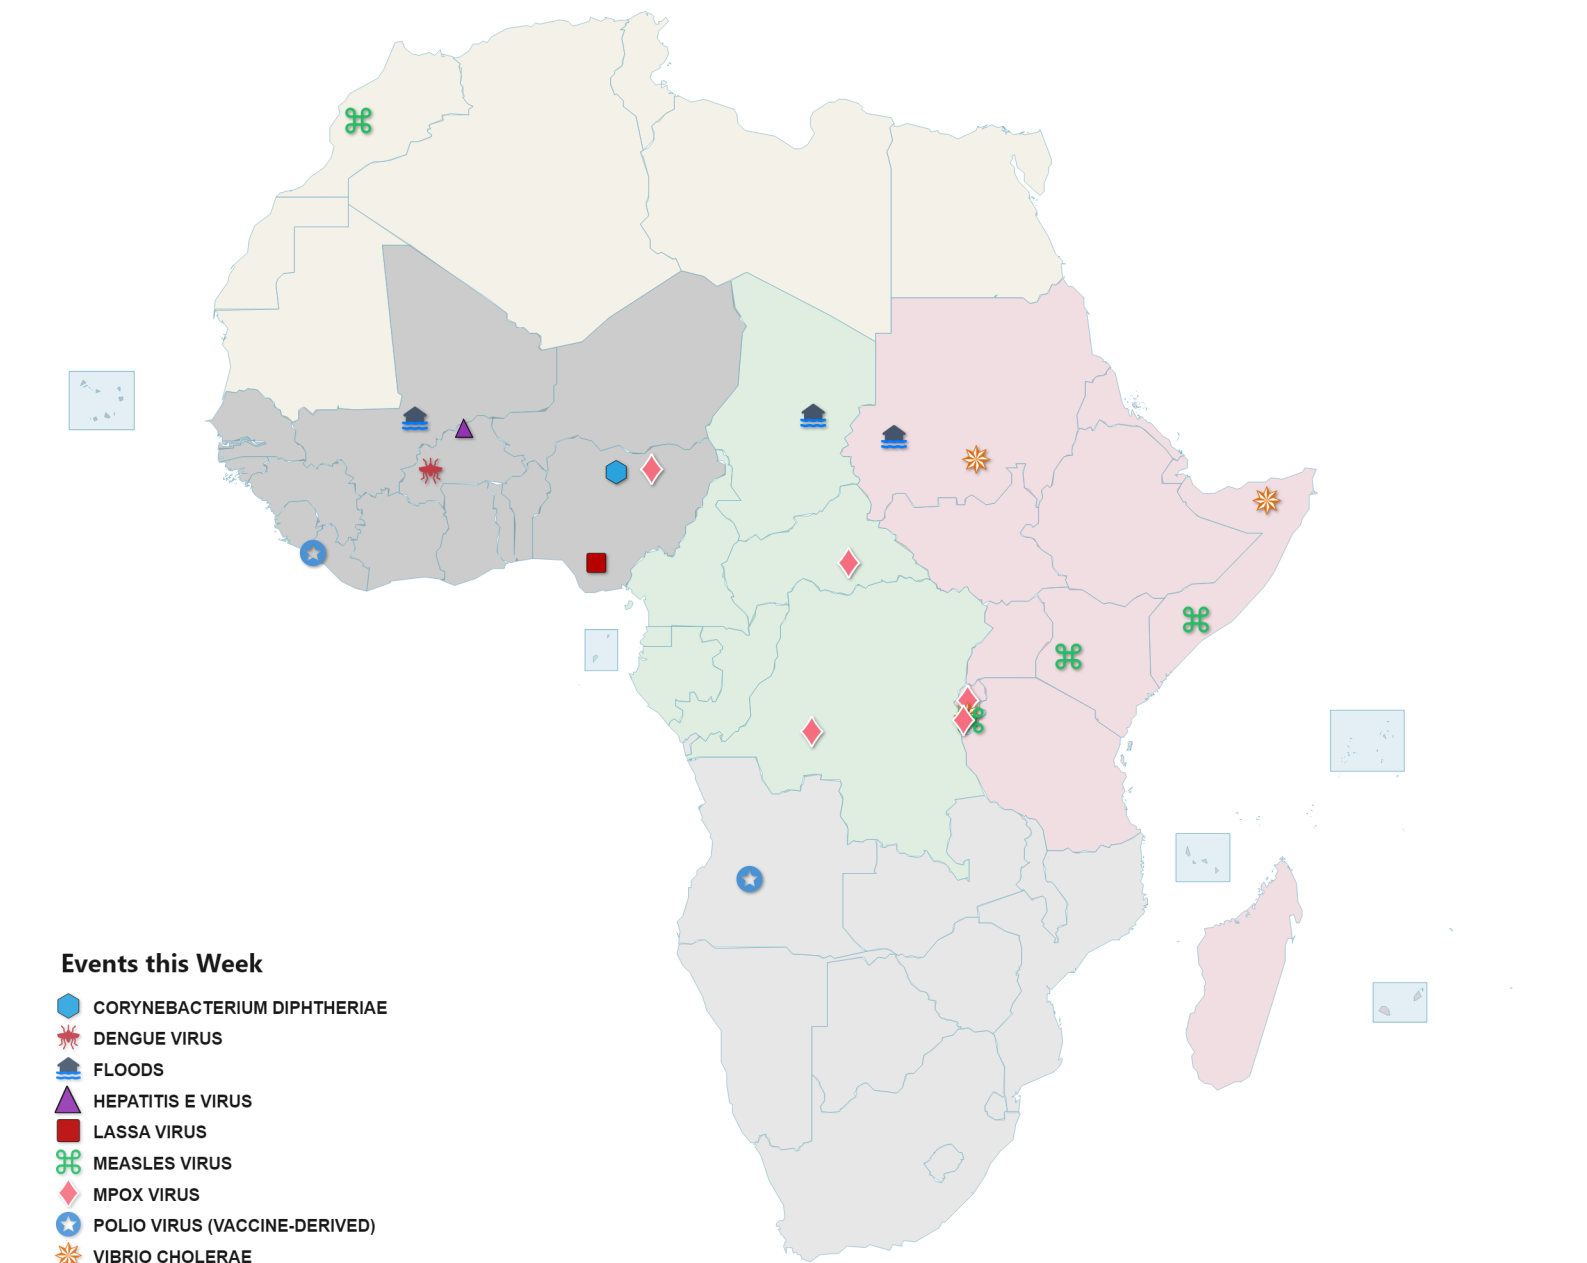 Events this Week
CORYNEBACTERIUM DIPHTHERIAE
DENGUE VIRUS
FLOODS
HEPATITIS E VIRUS
LASSA VIRUS
MEASLES VIRUS
MPOX VIRUS
POLIO VIRUS (VACCINE-DERIVED)
VIBRIO CHOLERAE